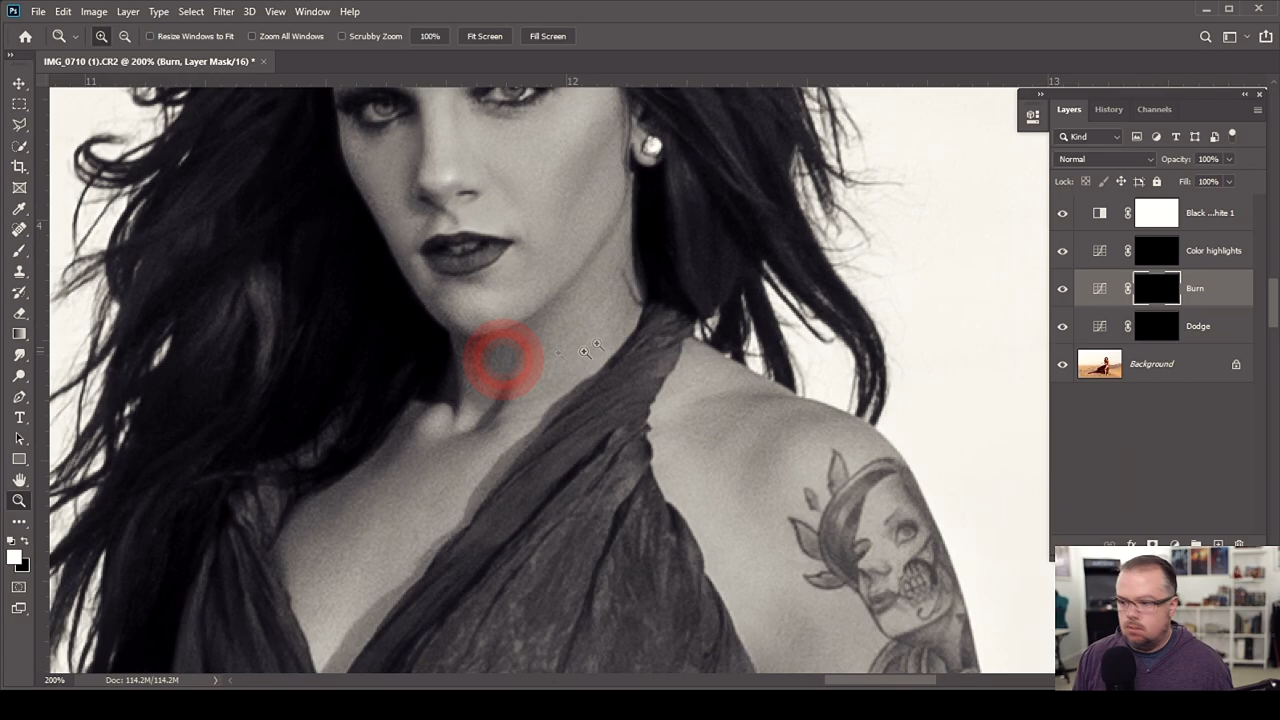 Ps File Edit Image Layer Type Select Filter 3D View Window Help
Resize Windows to Fit Zoom All Windows Scrubby Zoom 100% Fit Screen Fill Screen
IMG_0710 (1).CR2 @ 200% (Burn, Layer Mask/16) *
11 12 13
4
Layers History Channels
Kind
Normal Opacity: 100%
Lock: Fill: 100%
Black ...hite 1
Color highlights
Burn
Dodge
Background
fx
200% Doc: 114.2M/114.2M